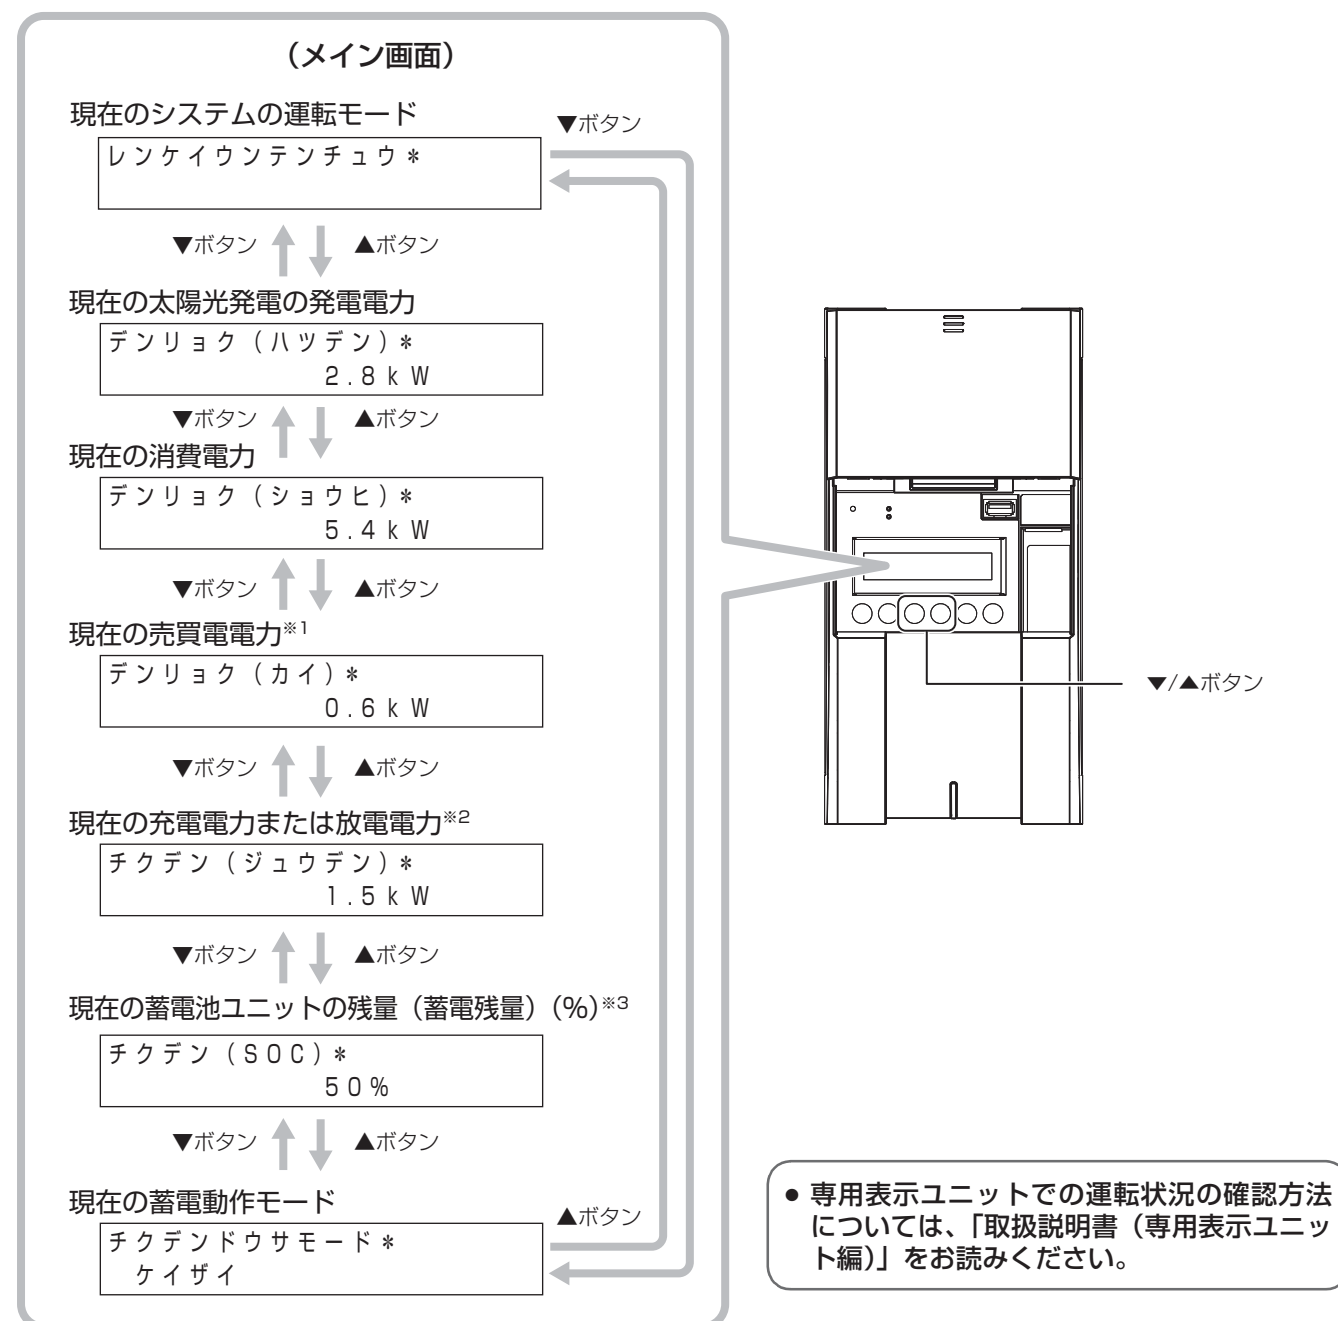 （メイン画面）
現在のシステムの運転モード
▼ボタン
レンケイウンテンチュウ*
▼ボタン ▲ボタン
現在の太陽光発電の発電電力
デンリョク（ハツデン）*
2.8kW
▼ボタン ▲ボタン
現在の消費電力
デンリョク（ショウヒ）*
5.4kW
▼ボタン ▲ボタン
現在の売買電電力※1
デンリョク（カイ）*
0.6kW
▼ボタン ▲ボタン
現在の充電電力または放電電力※2
チクデン（ジュウデン）*
1.5kW
▼ボタン ▲ボタン
現在の蓄電池ユニットの残量（蓄電残量）(%)※3
チクデン（SOC）*
50%
▼ボタン ▲ボタン
現在の蓄電動作モード
▲ボタン
チクデンドウサモード*
ケイザイ
▼/▲ボタン
● 専用表示ユニットでの運転状況の確認方法
については、「取扱説明書（専用表示ユニッ
ト編）」をお読みください。